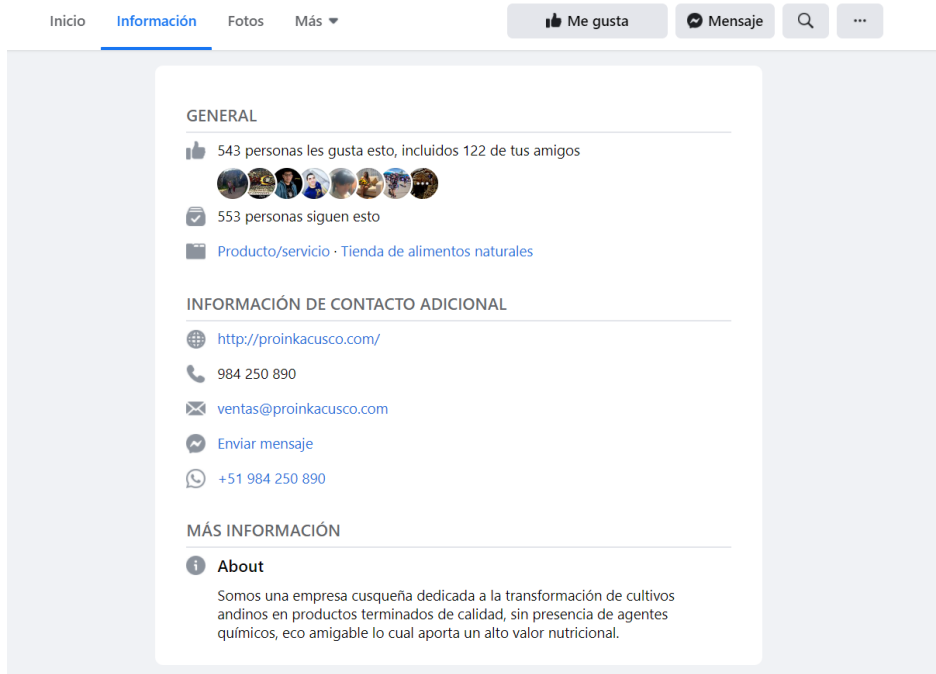 Inicio Información Fotos Más Me gusta Mensaje ...
GENERAL
543 personas les gusta esto, incluidos 122 de tus amigos
553 personas siguen esto
Producto/servicio · Tienda de alimentos naturales
INFORMACIÓN DE CONTACTO ADICIONAL
http://proinkacusco.com/
984 250 890
ventas@proinkacusco.com
Enviar mensaje
+51 984 250 890
MÁS INFORMACIÓN
About
Somos una empresa cusqueña dedicada a la transformación de cultivos
andinos en productos terminados de calidad, sin presencia de agentes
químicos, eco amigable lo cual aporta un alto valor nutricional.